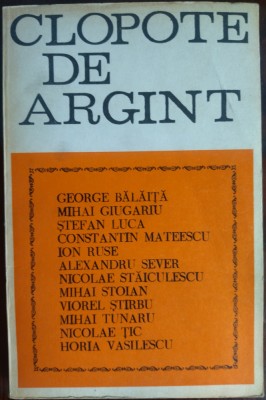 CLOPOTE
DE
ARGINT
GEORGE BĂLĂIȚĂ
MIHAI GIUGARIU
ȘTEFAN LUCA
CONSTANTIN MATEESCU
ION RUSE
ALEXANDRU SEVER
NICOLAE STĂICULESCU
MIHAI STOIAN
VIOREL ȘTIRBU
MIHAI TUNARU
NICOLAE ȚIC
HORIA VASILESCU